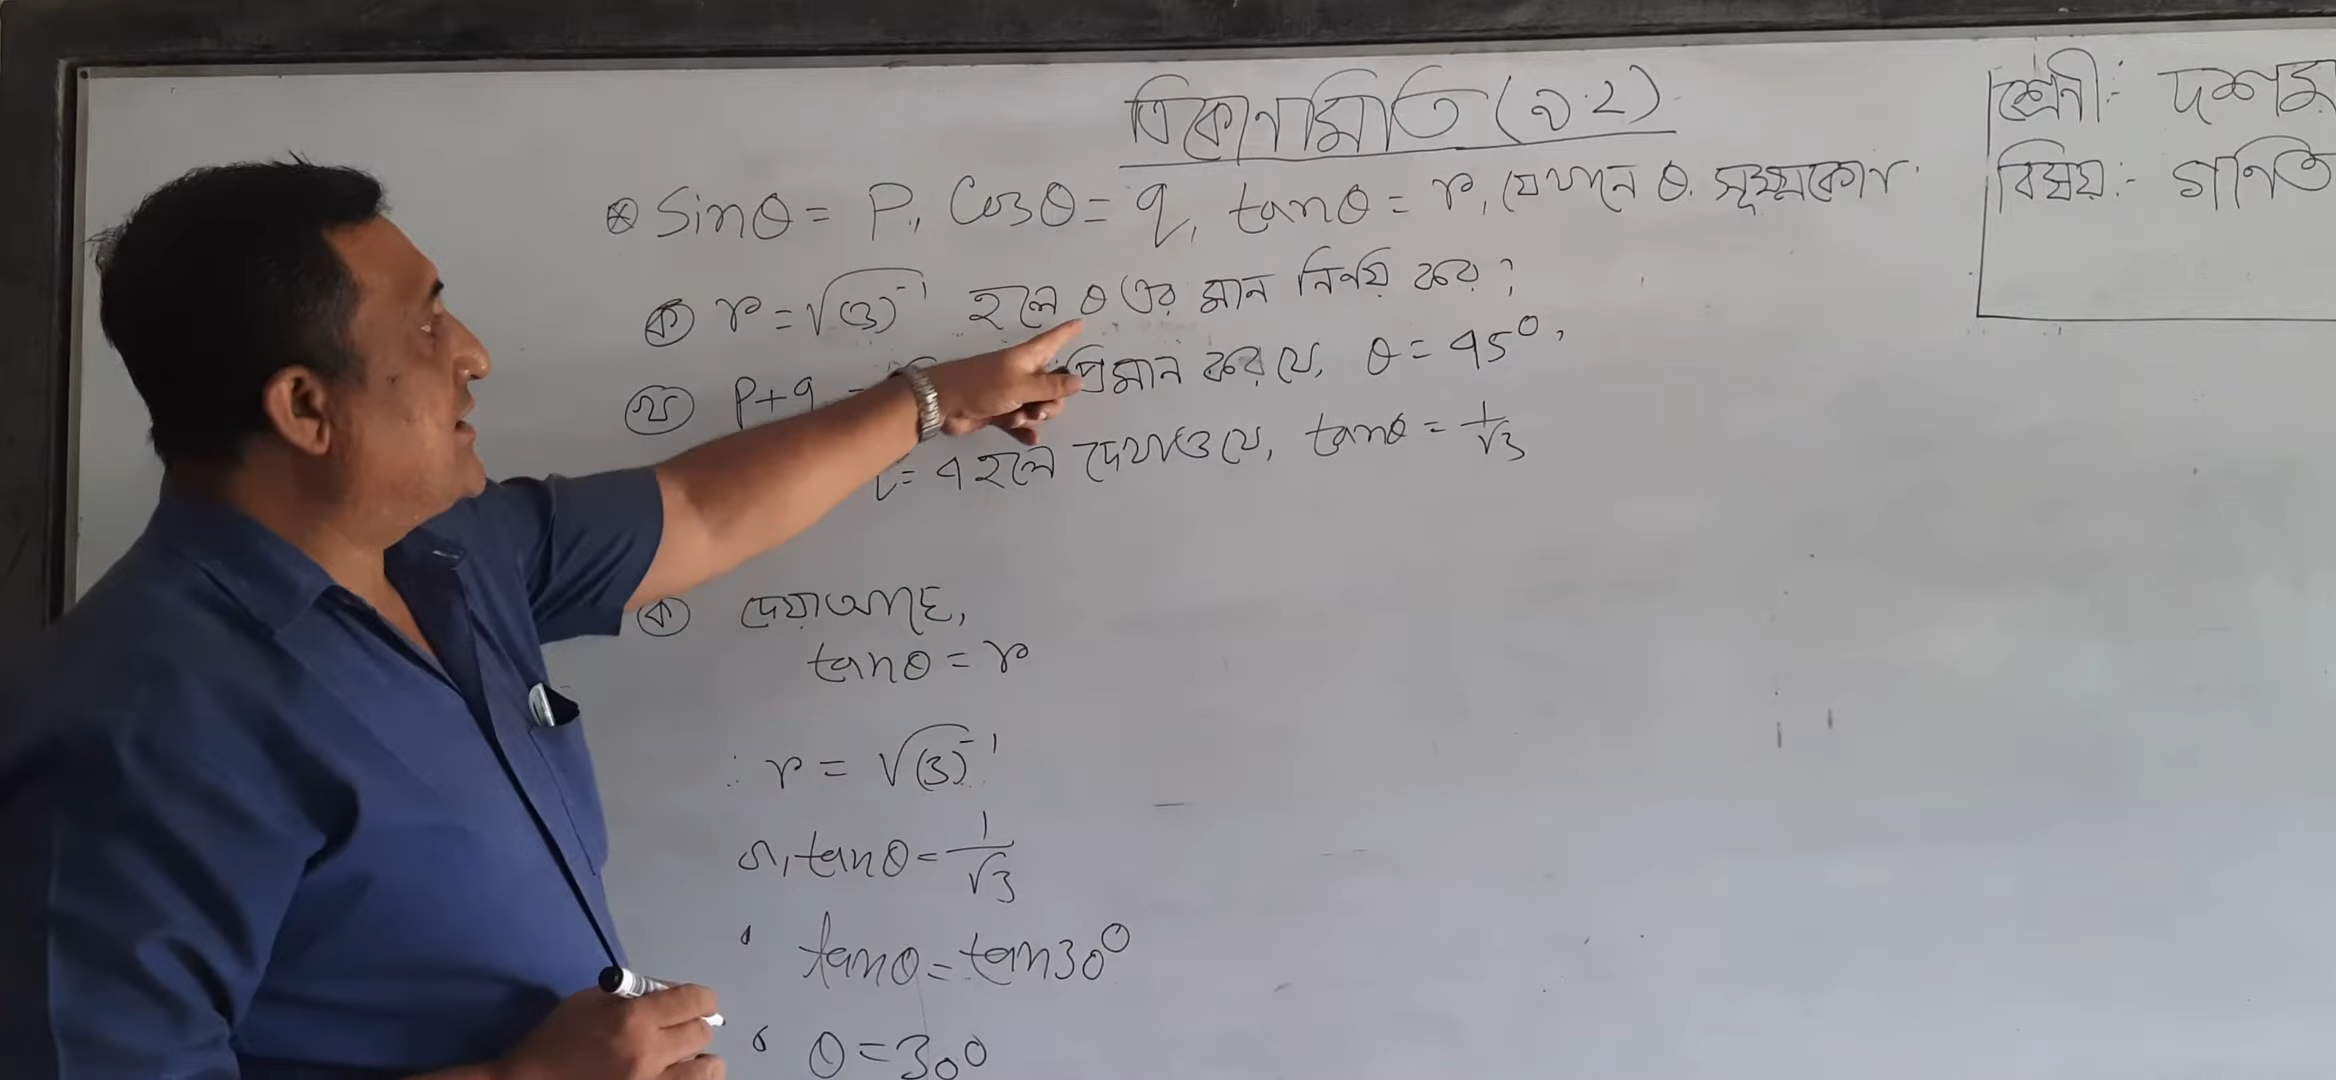 ত্রিকোণমিতি (৯.২)
শ্রেণী:- দশম
বিষয়:- গণিত
⊛ Sinθ = P, Cosθ = q, tanθ = r, যেখানে θ সূক্ষ্মকোণ.
ⓚ r = √(3)⁻¹ হলে θ এর মান নির্ণয় কর?
খ P+q = প্রমান কর যে, θ = 45°,
= 4 হলে দেখাও যে, tanθ = 1/√3
ক দেয়া আছে,
tanθ = r
∴ r = √(3)⁻¹
বা, tanθ = 1/√3
tanθ = tan30°
θ = 30°